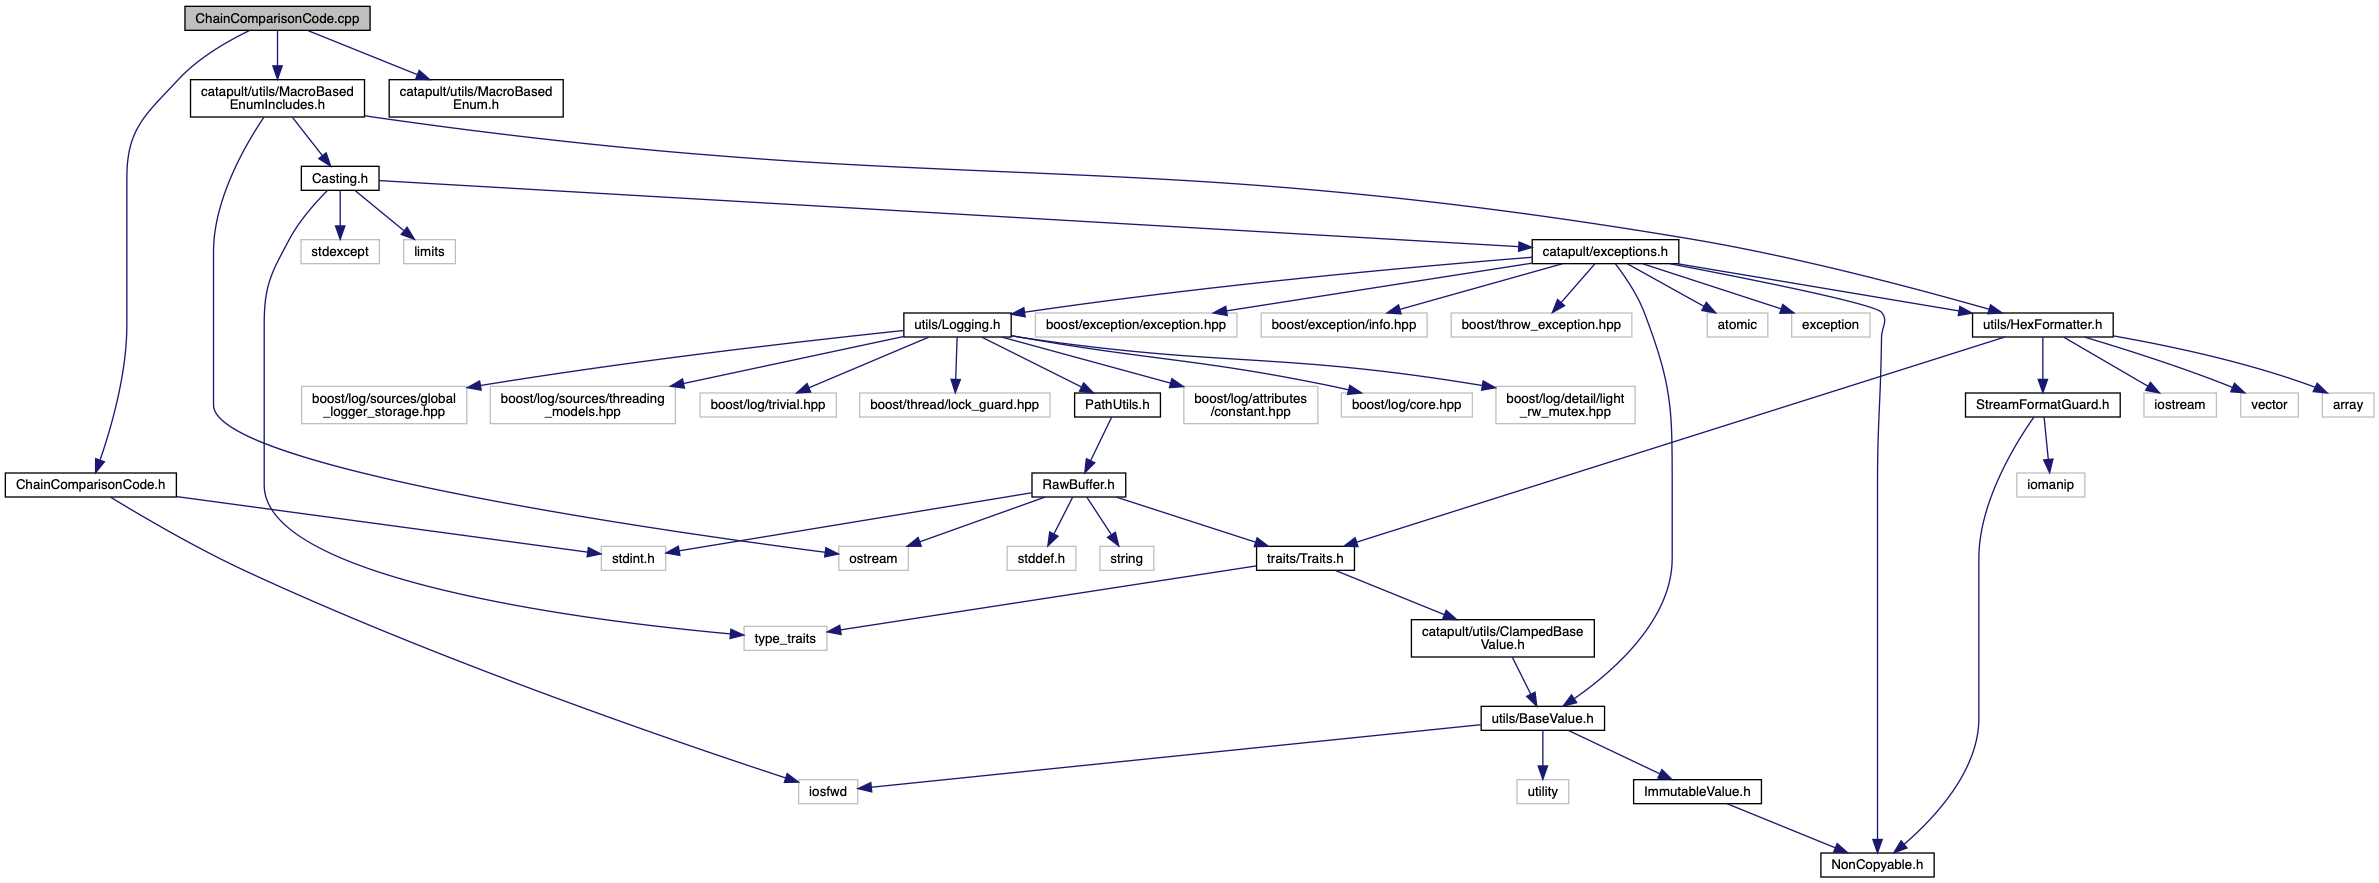 ChainComparisonCode.cpp
catapult/utils/MacroBased
EnumIncludes.h
catapult/utils/MacroBased
Enum.h
Casting.h
stdexcept
limits
catapult/exceptions.h
utils/Logging.h
boost/exception/exception.hpp
boost/exception/info.hpp
boost/throw_exception.hpp
atomic
exception
utils/HexFormatter.h
boost/log/sources/global
_logger_storage.hpp
boost/log/sources/threading
_models.hpp
boost/log/trivial.hpp
boost/thread/lock_guard.hpp
PathUtils.h
boost/log/attributes
/constant.hpp
boost/log/core.hpp
boost/log/detail/light
_rw_mutex.hpp
StreamFormatGuard.h
iostream
vector
array
ChainComparisonCode.h
RawBuffer.h
iomanip
stdint.h
ostream
stddef.h
string
traits/Traits.h
type_traits
catapult/utils/ClampedBase
Value.h
utils/BaseValue.h
iosfwd
utility
ImmutableValue.h
NonCopyable.h